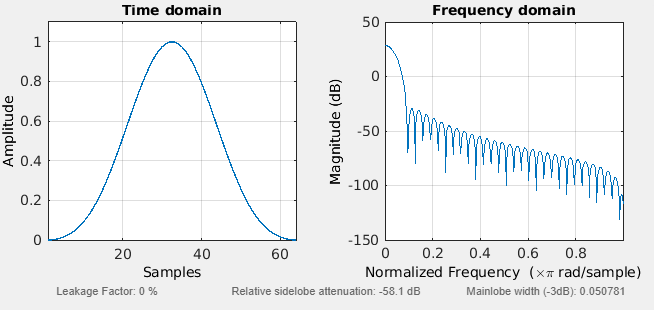 Time domain
Frequency domain
Amplitude
1
0.8
0.6
0.4
0.2
0
20
40
60
Samples
Magnitude (dB)
50
0
-50
-100
-150
0
0.2
0.4
0.6
0.8
Normalized Frequency (×π rad/sample)
Leakage Factor: 0 %
Relative sidelobe attenuation: -58.1 dB
Mainlobe width (-3dB): 0.050781